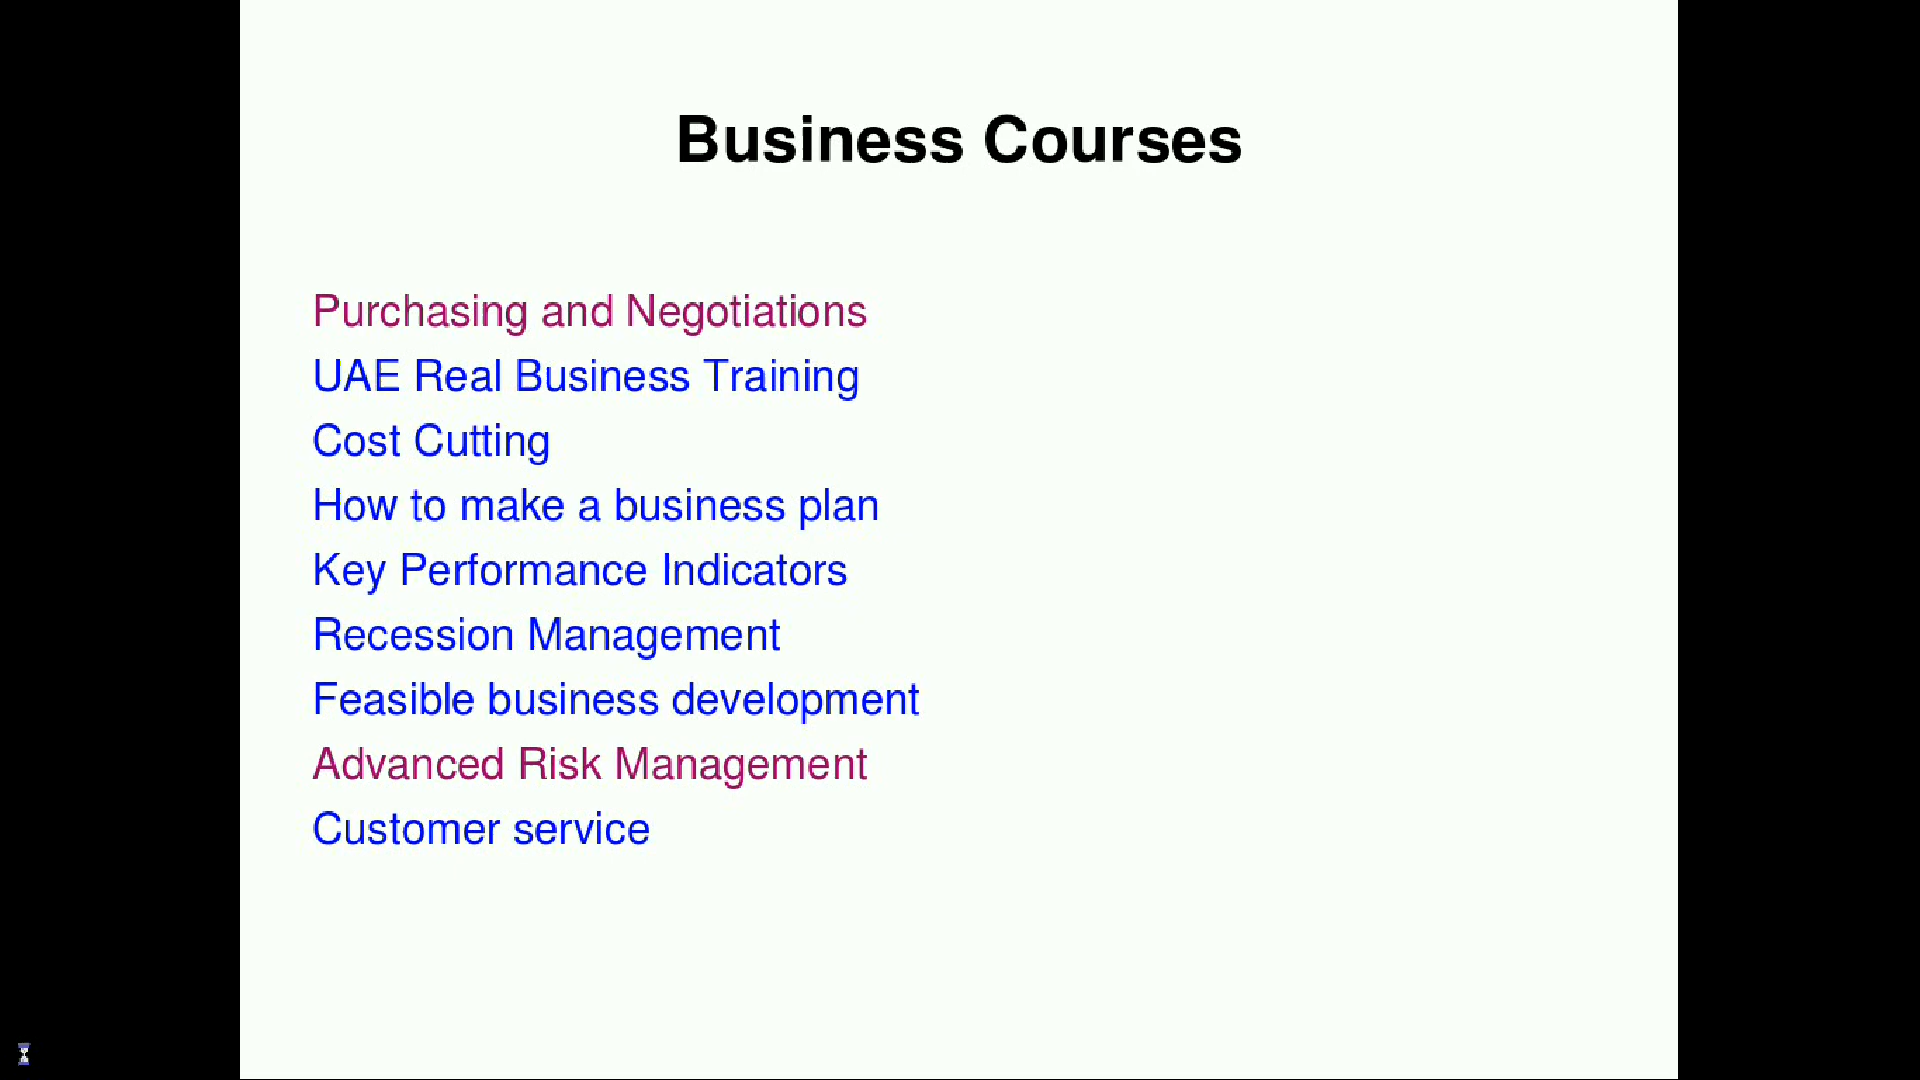 Business Courses
Purchasing and Negotiations
UAE Real Business Training
Cost Cutting
How to make a business plan
Key Performance Indicators
Recession Management
Feasible business development
Advanced Risk Management
Customer service